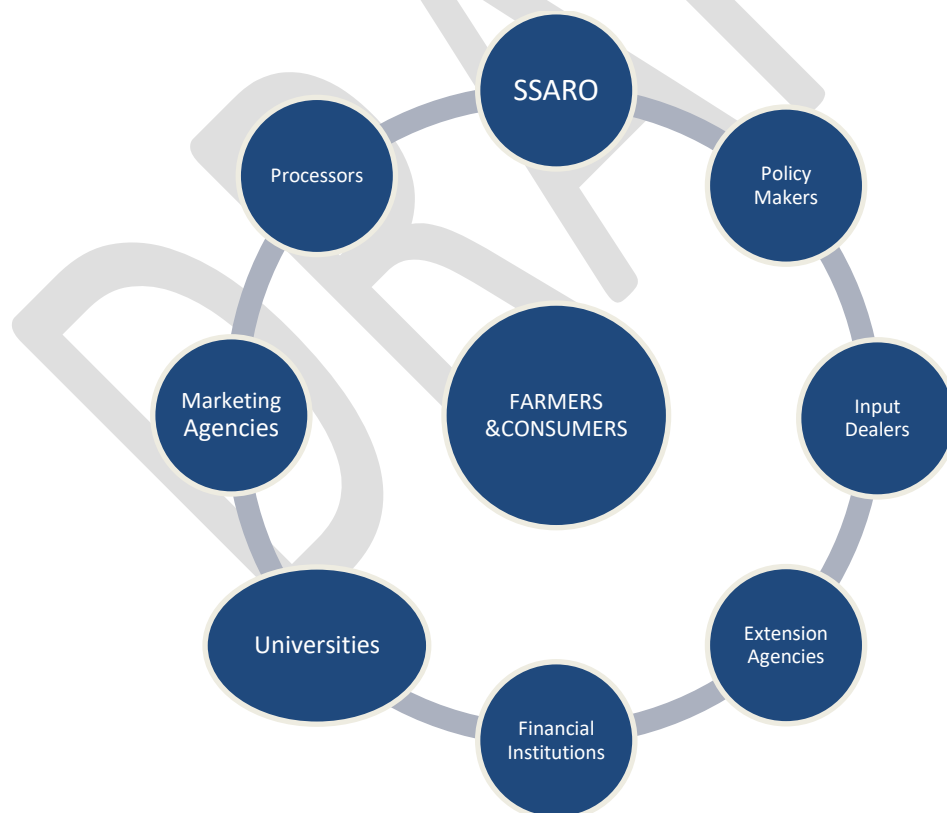 SSARO
Policy
Makers
Input
Dealers
Extension
Agencies
Financial
Institutions
Universities
Marketing
Agencies
Processors
FARMERS
&CONSUMERS